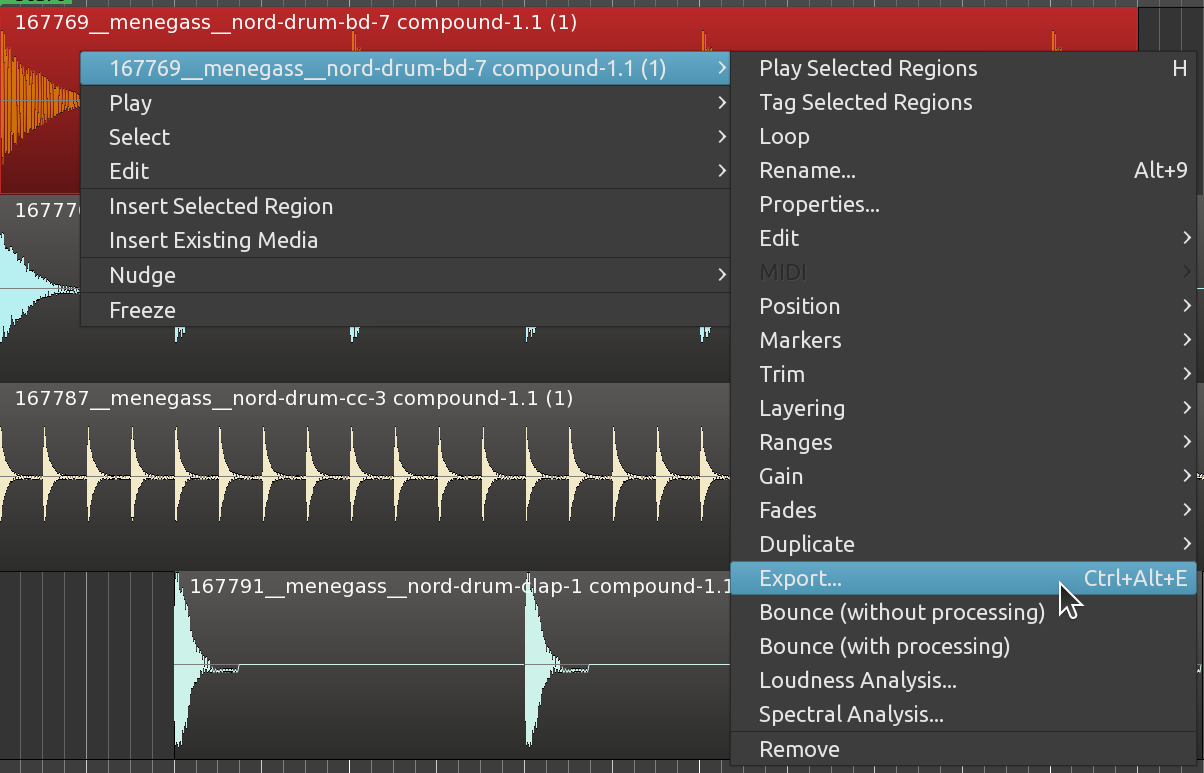 167769__menegass__nord-drum-bd-7 compound-1.1 (1)
167769__menegass__nord-drum-bd-7 compound-1.1 (1)
Play
Select
Edit
Insert Selected Region
Insert Existing Media
Nudge
Freeze
Play Selected Regions H
Tag Selected Regions
Loop
Rename... Alt+9
Properties...
Edit
MIDI
Position
Markers
Trim
Layering
Ranges
Gain
Fades
Duplicate
Export... Ctrl+Alt+E
Bounce (without processing)
Bounce (with processing)
Loudness Analysis...
Spectral Analysis...
Remove
167787__menegass__nord-drum-cc-3 compound-1.1 (1)
167791__menegass__nord-drum-clap-1 compound-1.1